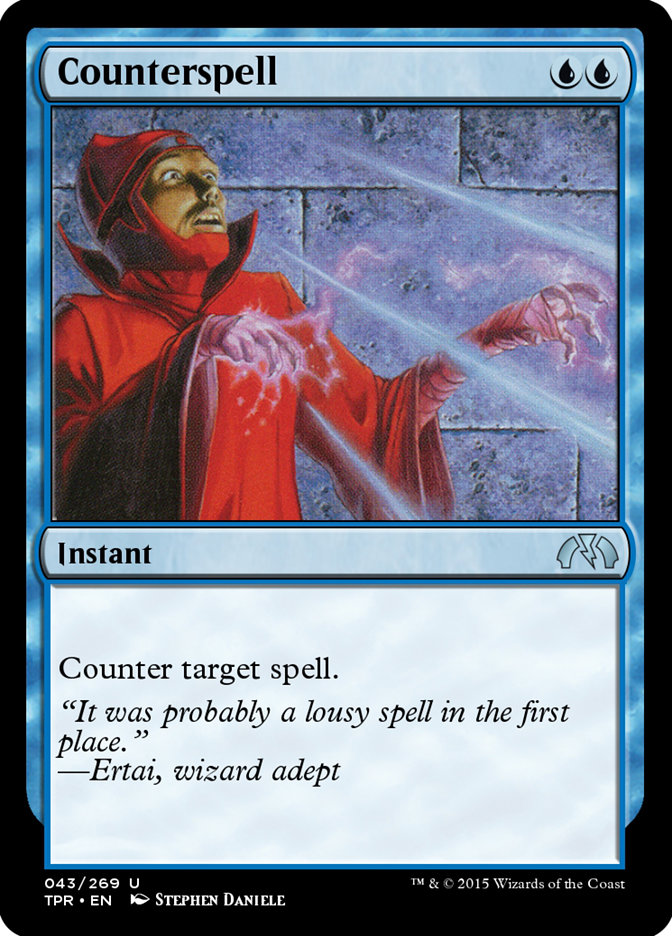 Counterspell
Instant
Counter target spell.
“It was probably a lousy spell in the first
place.”
—Ertai, wizard adept
043/269 U
™ & © 2015 Wizards of the Coast
TPR • EN Stephen Daniele